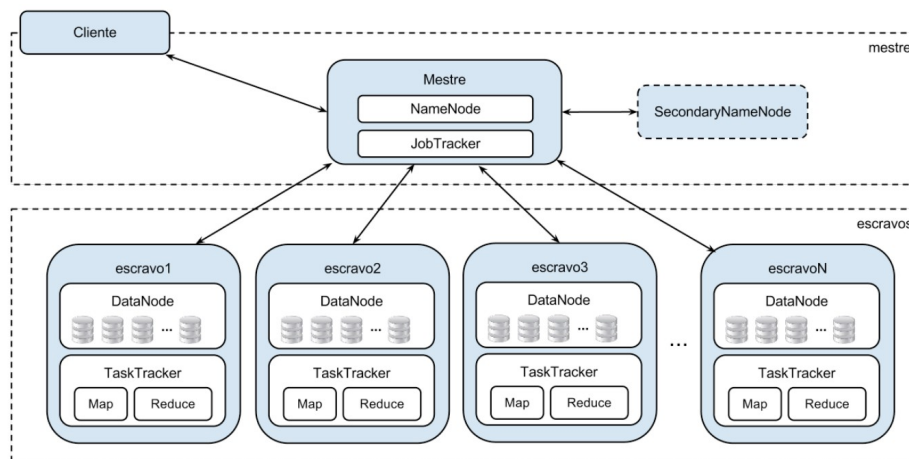 Cliente
mestre
Mestre
NameNode
JobTracker
SecondaryNameNode
escravos
escravo1
DataNode
...
TaskTracker
Map
Reduce
escravo2
DataNode
...
TaskTracker
Map
Reduce
escravo3
DataNode
...
TaskTracker
Map
Reduce
...
escravoN
DataNode
...
TaskTracker
Map
Reduce